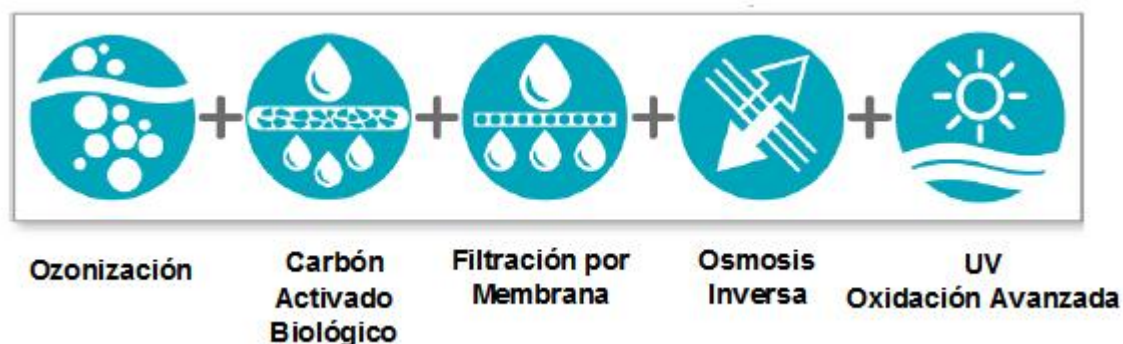 Ozonización
Carbón
Activado
Biológico
Filtración por
Membrana
Osmosis
Inversa
UV
Oxidación Avanzada